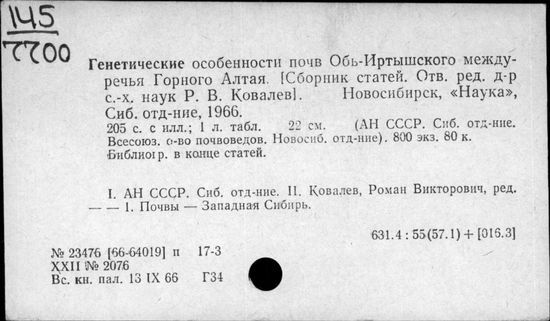 145
7700
Генетические особенности почв Обь-Иртышского между-
речья Горного Алтая. [Сборник статей. Отв. ред. д-р
с.-х. наук Р. В. Ковалев]. Новосибирск, «Наука»,
Сиб. отд-ние, 1966.
205 с. с илл.; 1 л. табл. 22 см. (АН СССР. Сиб. отд-ние.
Всесоюз. о-во почвоведов. Новосиб. отд-ние). 800 экз. 80 к.
Библиогр. в конце статей.
I. АН СССР. Сиб. отд-ние. II. Ковалев, Роман Викторович, ред.
— — 1. Почвы — Западная Сибирь.
631.4 : 55(57.1) + [016.3]
№ 23476 [66-64019] п 17-3
XXII № 2076
Вс. кн. пал. 13 IX 66 Г34